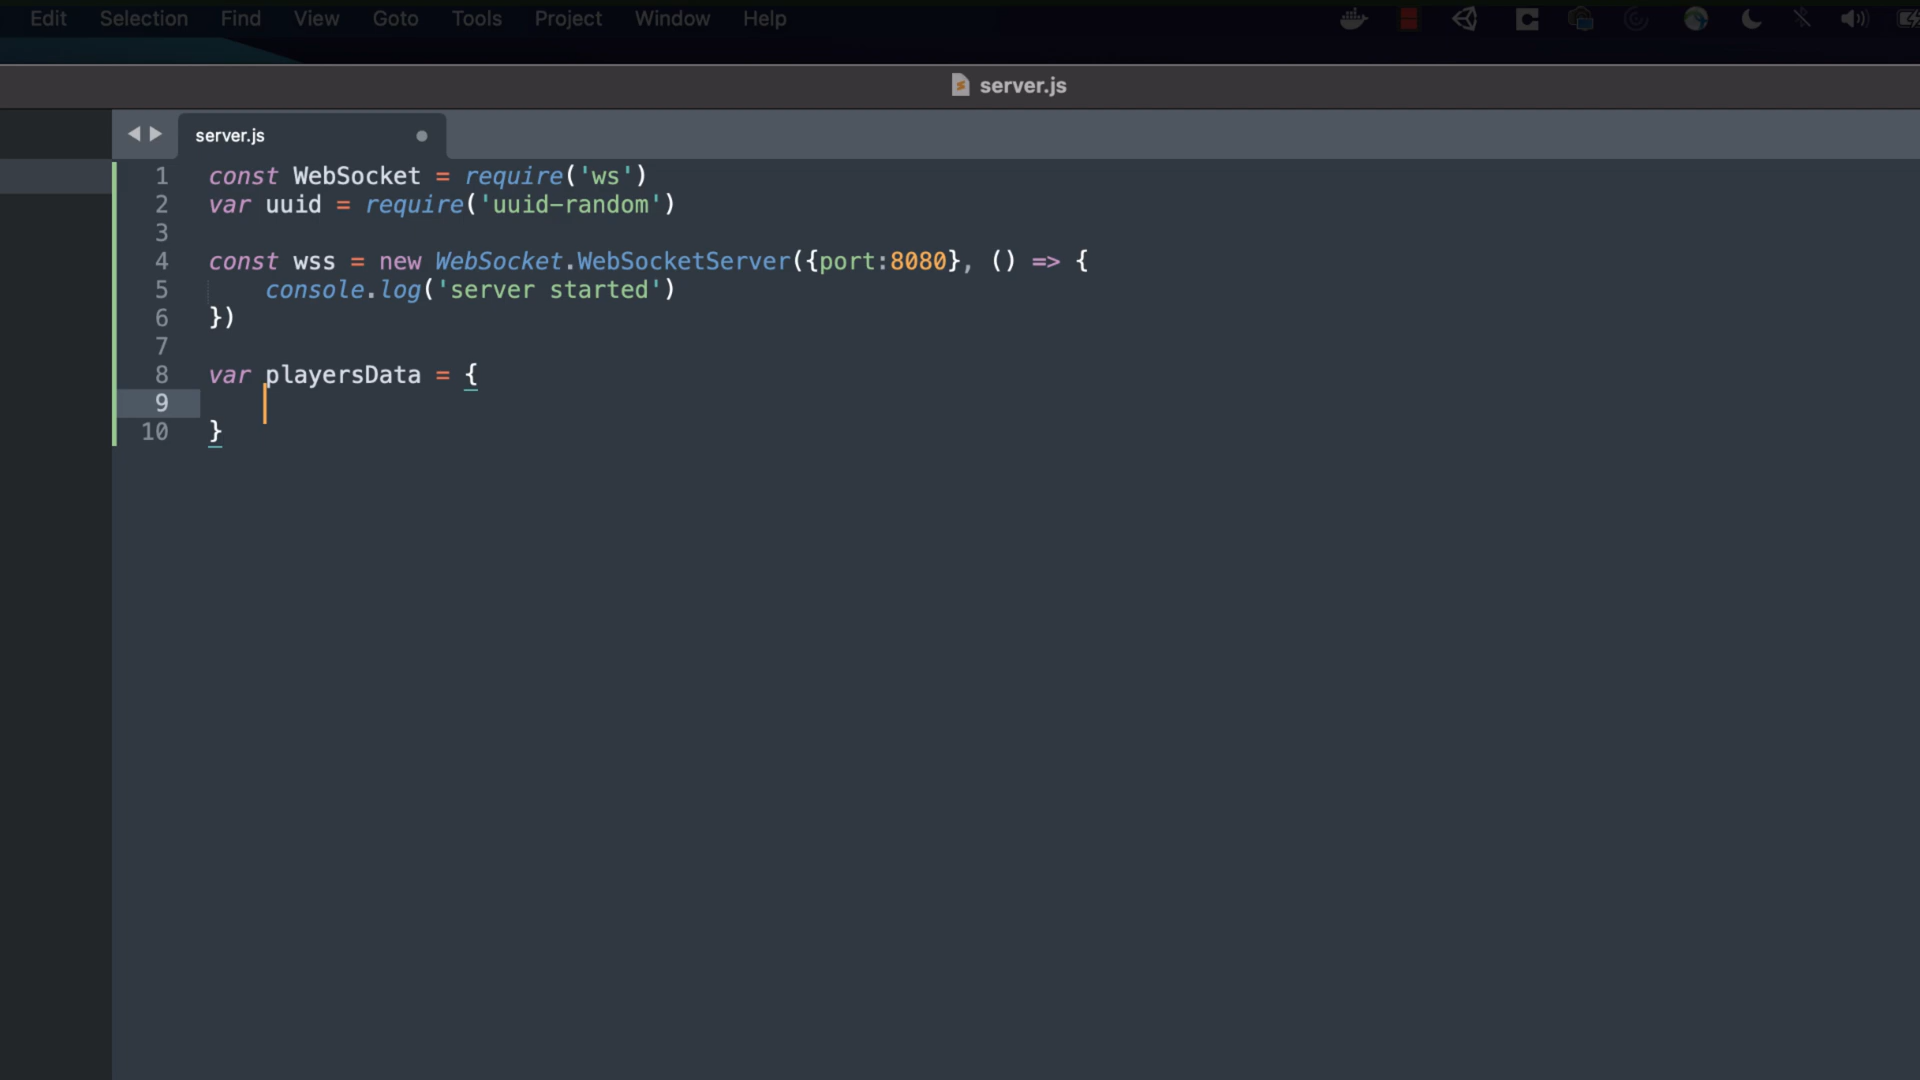 Edit Selection Find View Goto Tools Project Window Help
server.js
server.js
1 const WebSocket = require('ws')
2 var uuid = require('uuid-random')
3
4 const wss = new WebSocket.WebSocketServer({port:8080}, () => {
5     console.log('server started')
6 })
7
8 var playersData = {
9
10 }